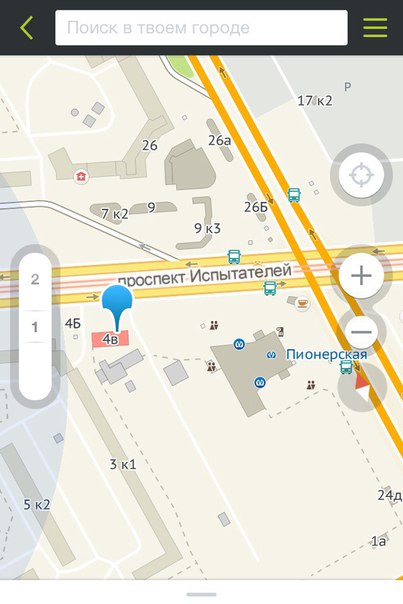 Поиск в твоем городе
P
17 к2
26а
26
7 к2
9
26Б
9 к3
проспект Испытателей
2
1
4Б
4в
Пионерская
3 к1
5 к2
24д
1а